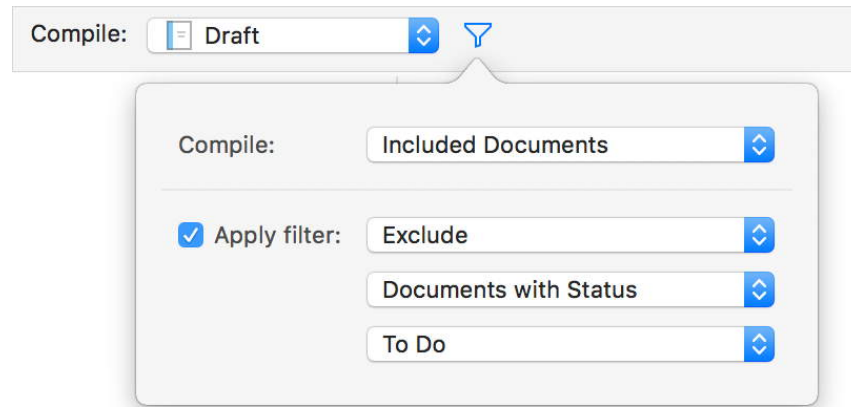 Compile: Draft
Compile: Included Documents
Apply filter: Exclude
Documents with Status
To Do